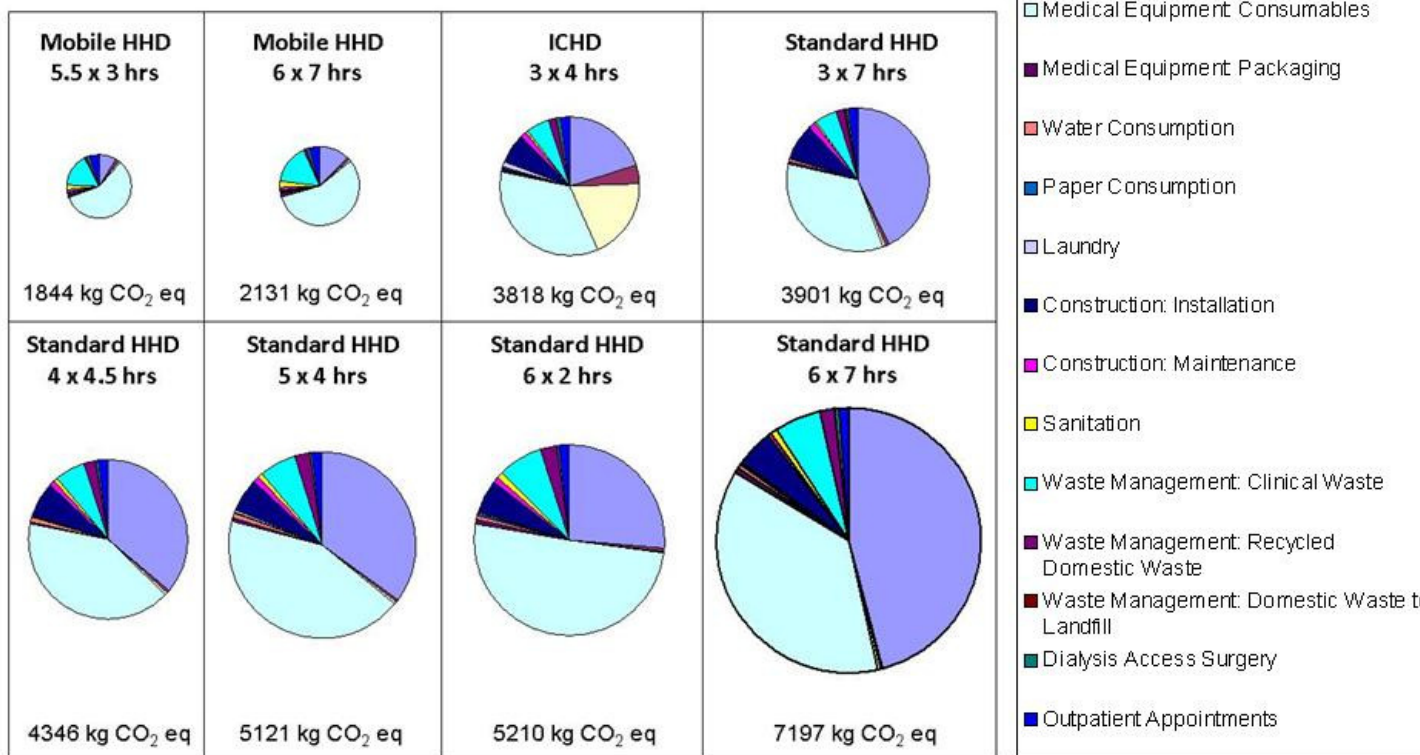 Mobile HHD
5.5 x 3 hrs
1844 kg CO₂ eq
Mobile HHD
6 x 7 hrs
2131 kg CO₂ eq
ICHD
3 x 4 hrs
3818 kg CO₂ eq
Standard HHD
3 x 7 hrs
3901 kg CO₂ eq
Standard HHD
4 x 4.5 hrs
4346 kg CO₂ eq
Standard HHD
5 x 4 hrs
5121 kg CO₂ eq
Standard HHD
6 x 2 hrs
5210 kg CO₂ eq
Standard HHD
6 x 7 hrs
7197 kg CO₂ eq
Medical Equipment: Consumables
Medical Equipment: Packaging
Water Consumption
Paper Consumption
Laundry
Construction: Installation
Construction: Maintenance
Sanitation
Waste Management: Clinical Waste
Waste Management: Recycled
Domestic Waste
Waste Management: Domestic Waste t
Landfill
Dialysis Access Surgery
Outpatient Appointments